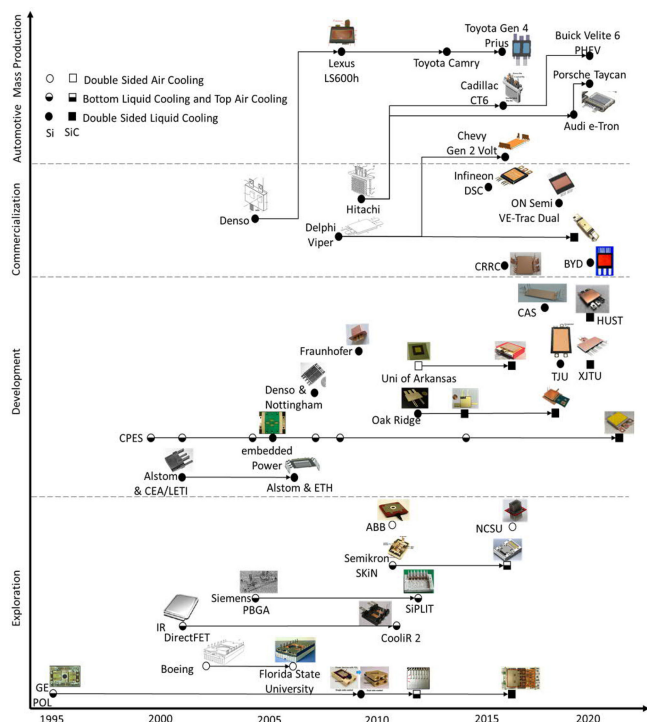 Automotive Mass Production
Commercialization
Development
Exploration
Double Sided Air Cooling
Bottom Liquid Cooling and Top Air Cooling
Double Sided Liquid Cooling
Si SiC
Lexus
LS600h
Toyota Camry
Toyota Gen 4
Prius
Buick Velite 6
PHEV
Cadillac
CT6
Porsche Taycan
Audi e-Tron
Chevy
Gen 2 Volt
Denso
Hitachi
Delphi
Viper
Infineon
DSC
ON Semi
VE-Trac Dual
CRRC
BYD
CAS
HUST
Fraunhofer
Uni of Arkansas
TJU
XJTU
Denso &
Nottingham
Oak Ridge
CPES
embedded
Power
Alstom
& CEA/LETI
Alstom & ETH
ABB
NCSU
Semikron
SKiN
Siemens
PBGA
SiPLIT
IR
DirectFET
CooliR 2
Boeing
Florida State
University
GE
POL
1995 2000 2005 2010 2015 2020